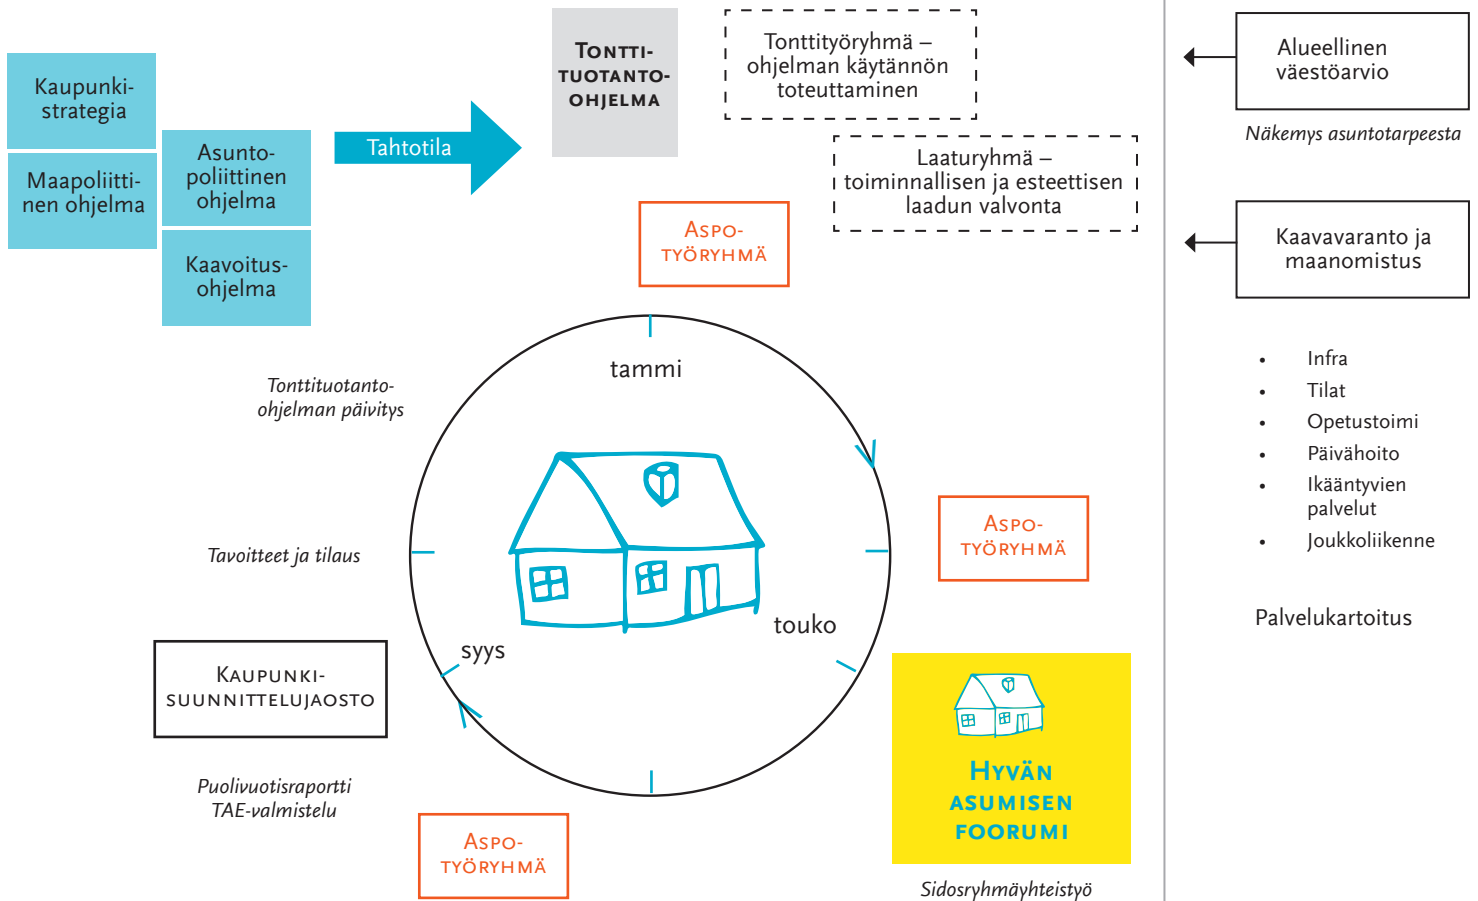 Kaupunki-
strategia
Maapoliitti-
nen ohjelma
Asunto-
poliittinen
ohjelma
Kaavoitus-
ohjelma
Tahtotila
Tontti-
tuotanto-
ohjelma
Tonttityöryhmä –
ohjelman käytännön
toteuttaminen
Laaturyhmä –
toiminnallisen ja esteettisen
laadun valvonta
Aspo-
työryhmä
tammi
Tonttituotanto-
ohjelman päivitys
Aspo-
työryhmä
Tavoitteet ja tilaus
touko
syys
Kaupunki-
suunnittelujaosto
Puolivuotisraportti
TAE-valmistelu
Aspo-
työryhmä
Hyvän
asumisen
foorumi
Sidosryhmäyhteistyö
Alueellinen
väestöarvio
Näkemys asuntotarpeesta
Kaavavaranto ja
maanomistus
• Infra
• Tilat
• Opetustoimi
• Päivähoito
• Ikääntyvien
palvelut
• Joukkoliikenne
Palvelukartoitus